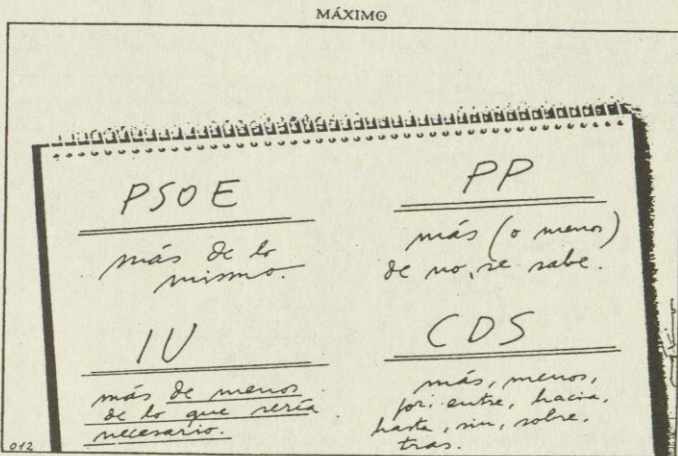 MÁXIMO
PSOE
más de lo
mismo.
PP
más (o menos)
de no, se sabe.
IU
más de menos
de lo que sería
necesario.
CDS
más, menos,
por, entre, hacia,
hasta, sin, sobre,
tras.
012